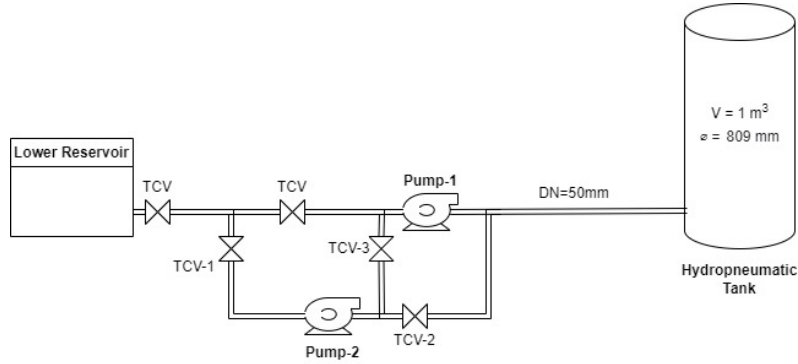 V = 1 m³
⌀ = 809 mm
Lower Reservoir
TCV
TCV
Pump-1
DN=50mm
TCV-1
TCV-3
Hydropneumatic
Tank
TCV-2
Pump-2